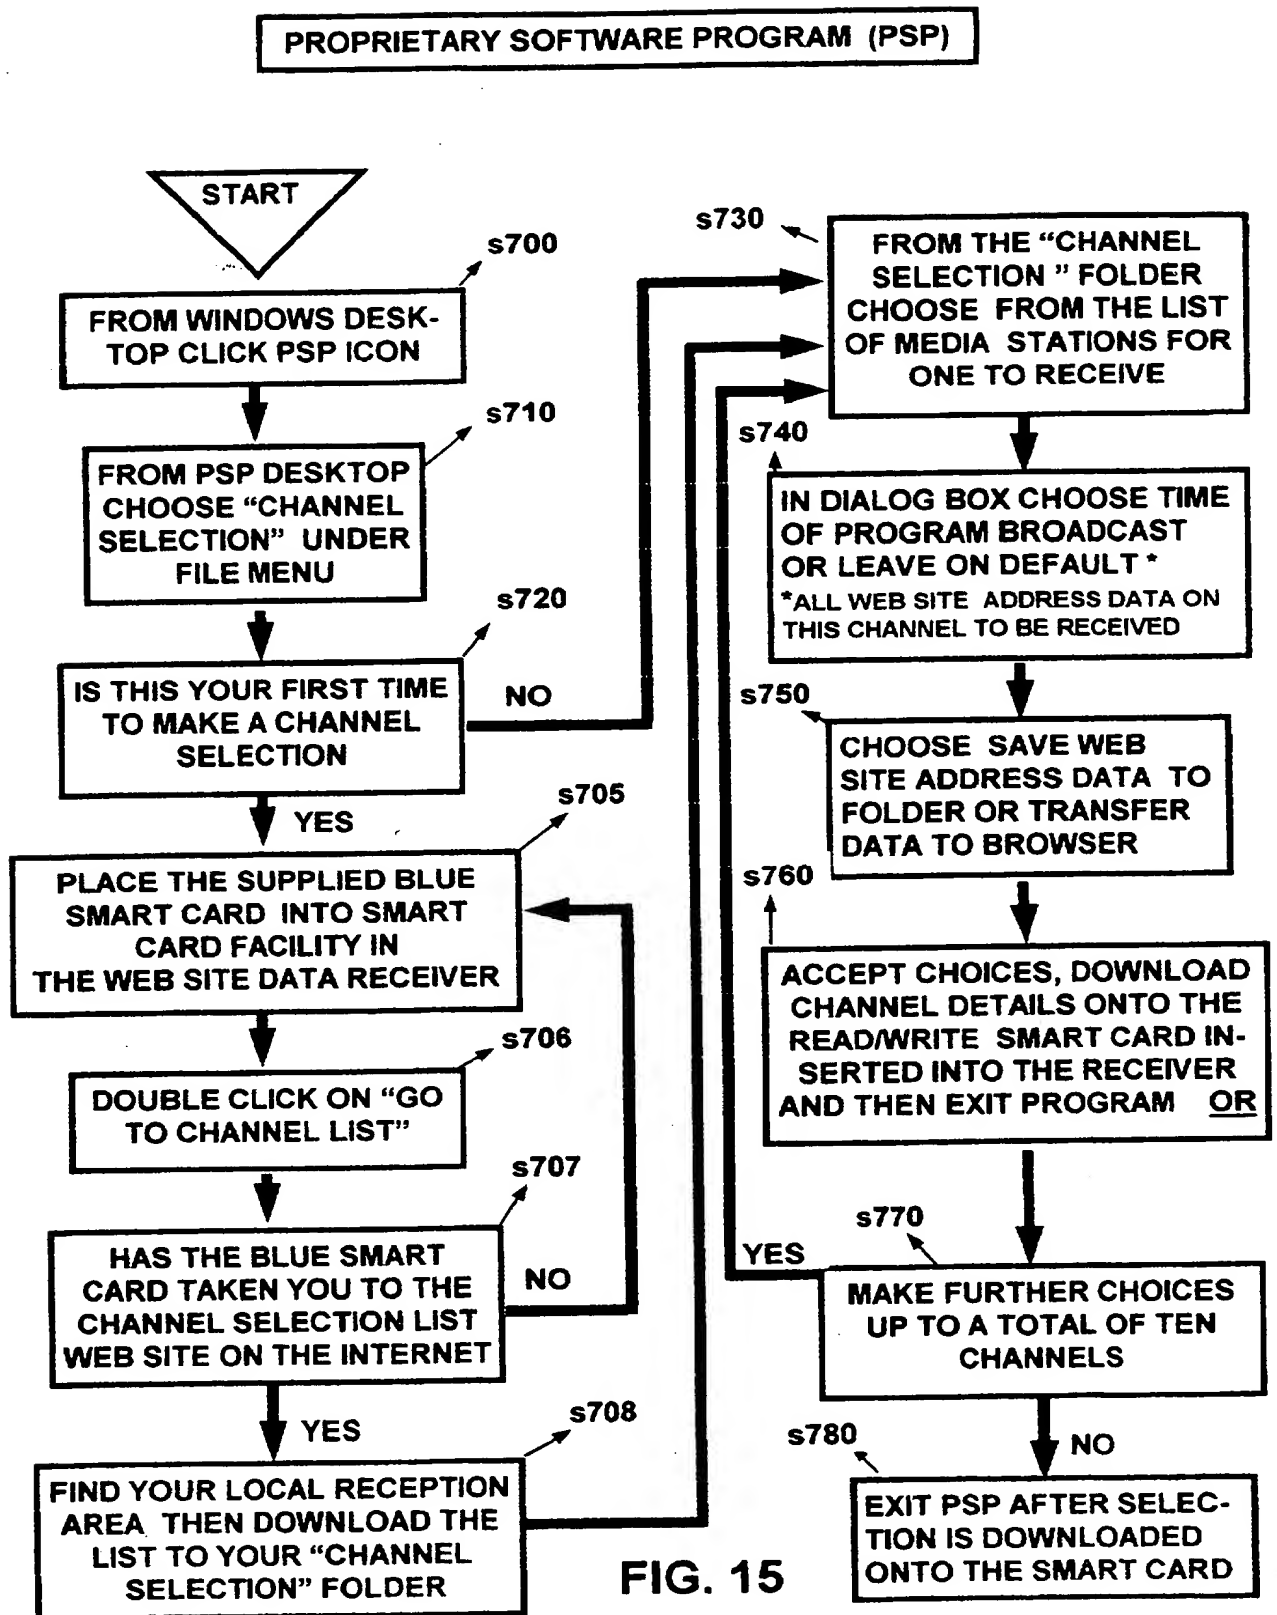 PROPRIETARY SOFTWARE PROGRAM (PSP)
START
s700
FROM WINDOWS DESK-
TOP CLICK PSP ICON
s710
FROM PSP DESKTOP
CHOOSE “CHANNEL
SELECTION” UNDER
FILE MENU
s720
IS THIS YOUR FIRST TIME
TO MAKE A CHANNEL
SELECTION
NO
YES
s705
PLACE THE SUPPLIED BLUE
SMART CARD INTO SMART
CARD FACILITY IN
THE WEB SITE DATA RECEIVER
s706
DOUBLE CLICK ON “GO
TO CHANNEL LIST”
s707
HAS THE BLUE SMART
CARD TAKEN YOU TO THE
CHANNEL SELECTION LIST
WEB SITE ON THE INTERNET
NO
YES
s708
FIND YOUR LOCAL RECEPTION
AREA THEN DOWNLOAD THE
LIST TO YOUR “CHANNEL
SELECTION” FOLDER
s730
FROM THE “CHANNEL
SELECTION ” FOLDER
CHOOSE FROM THE LIST
OF MEDIA STATIONS FOR
ONE TO RECEIVE
s740
IN DIALOG BOX CHOOSE TIME
OF PROGRAM BROADCAST
OR LEAVE ON DEFAULT *
*ALL WEB SITE ADDRESS DATA ON
THIS CHANNEL TO BE RECEIVED
s750
CHOOSE SAVE WEB
SITE ADDRESS DATA TO
FOLDER OR TRANSFER
DATA TO BROWSER
s760
ACCEPT CHOICES, DOWNLOAD
CHANNEL DETAILS ONTO THE
READ/WRITE SMART CARD IN-
SERTED INTO THE RECEIVER
AND THEN EXIT PROGRAM OR
s770
YES
MAKE FURTHER CHOICES
UP TO A TOTAL OF TEN
CHANNELS
s780
NO
EXIT PSP AFTER SELEC-
TION IS DOWNLOADED
ONTO THE SMART CARD
FIG. 15